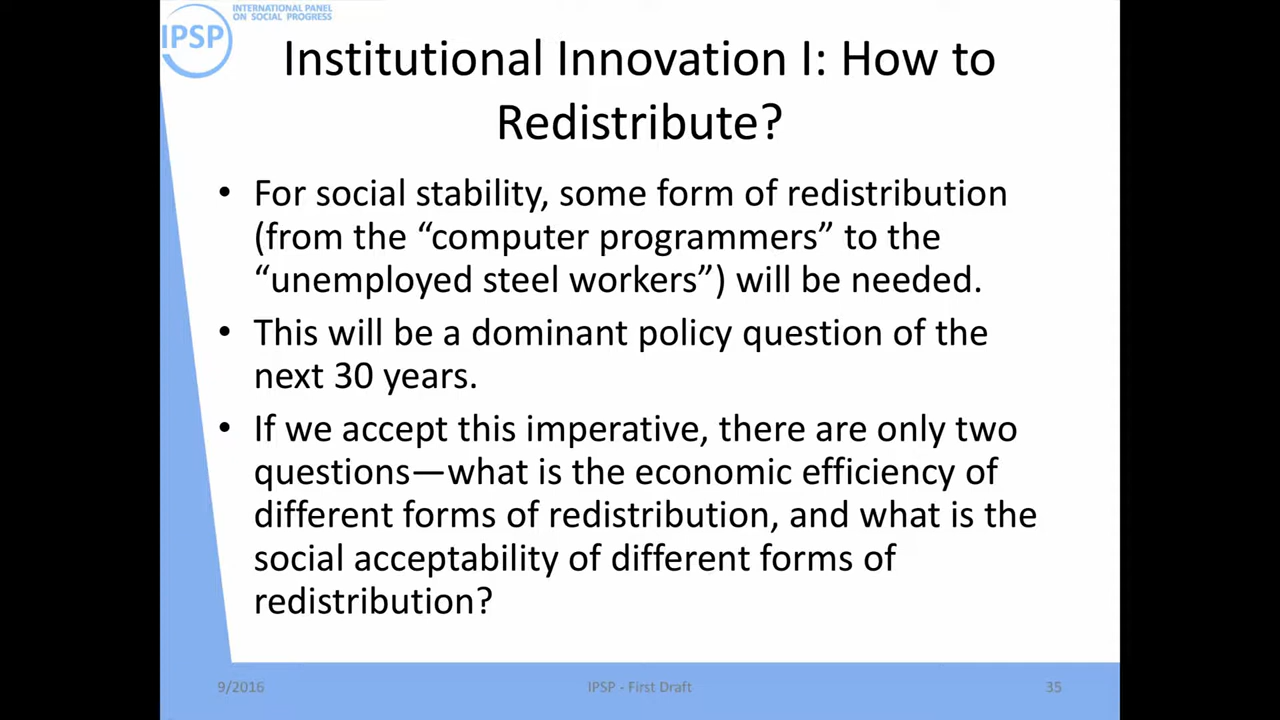 INTERNATIONAL PANEL
ON SOCIAL PROGRESS
IPSP
Institutional Innovation I: How to
Redistribute?
• For social stability, some form of redistribution
(from the “computer programmers” to the
“unemployed steel workers”) will be needed.
• This will be a dominant policy question of the
next 30 years.
• If we accept this imperative, there are only two
questions—what is the economic efficiency of
different forms of redistribution, and what is the
social acceptability of different forms of
redistribution?
9/2016
IPSP - First Draft
35